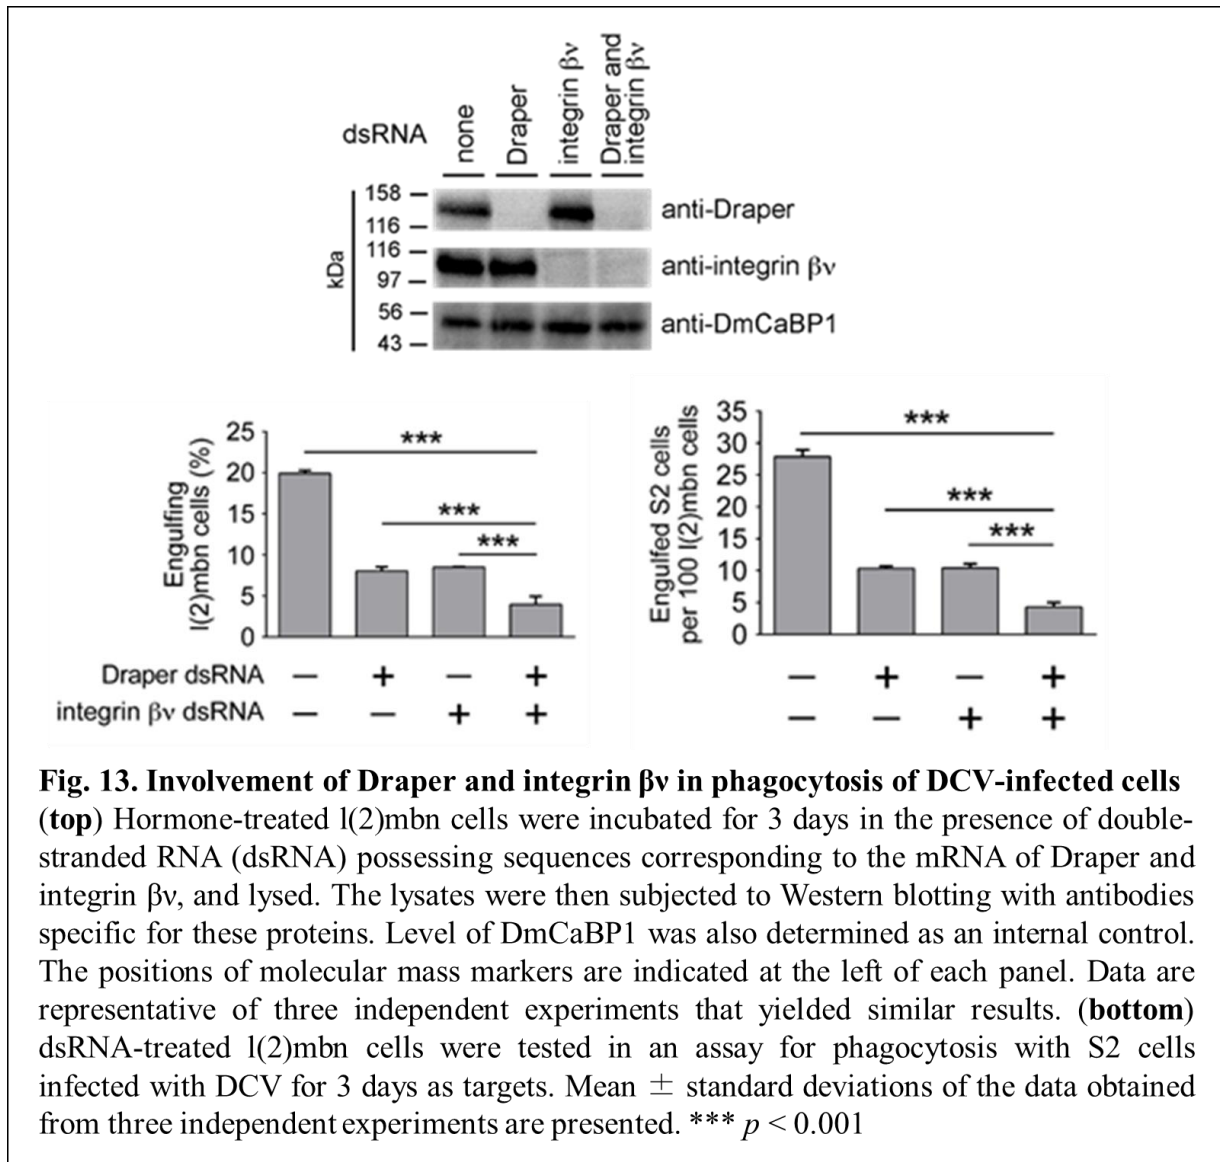 dsRNA
none
Draper
integrin βν
Draper and
integrin βν
kDa
158
116
anti-Draper
116
97
anti-integrin βν
56
43
anti-DmCaBP1
Engulfing
l(2)mbn cells (%)
25
20
15
10
5
0
***
***
***
Draper dsRNA − + − +
integrin βν dsRNA − − + +
Engulfed S2 cells
per 100 l(2)mbn cells
35
30
25
20
15
10
5
0
***
***
***
− + − +
− − + +
Fig. 13. Involvement of Draper and integrin βν in phagocytosis of DCV-infected cells
(top) Hormone-treated l(2)mbn cells were incubated for 3 days in the presence of double-
stranded RNA (dsRNA) possessing sequences corresponding to the mRNA of Draper and
integrin βν, and lysed. The lysates were then subjected to Western blotting with antibodies
specific for these proteins. Level of DmCaBP1 was also determined as an internal control.
The positions of molecular mass markers are indicated at the left of each panel. Data are
representative of three independent experiments that yielded similar results. (bottom)
dsRNA-treated l(2)mbn cells were tested in an assay for phagocytosis with S2 cells
infected with DCV for 3 days as targets. Mean ± standard deviations of the data obtained
from three independent experiments are presented. *** p < 0.001